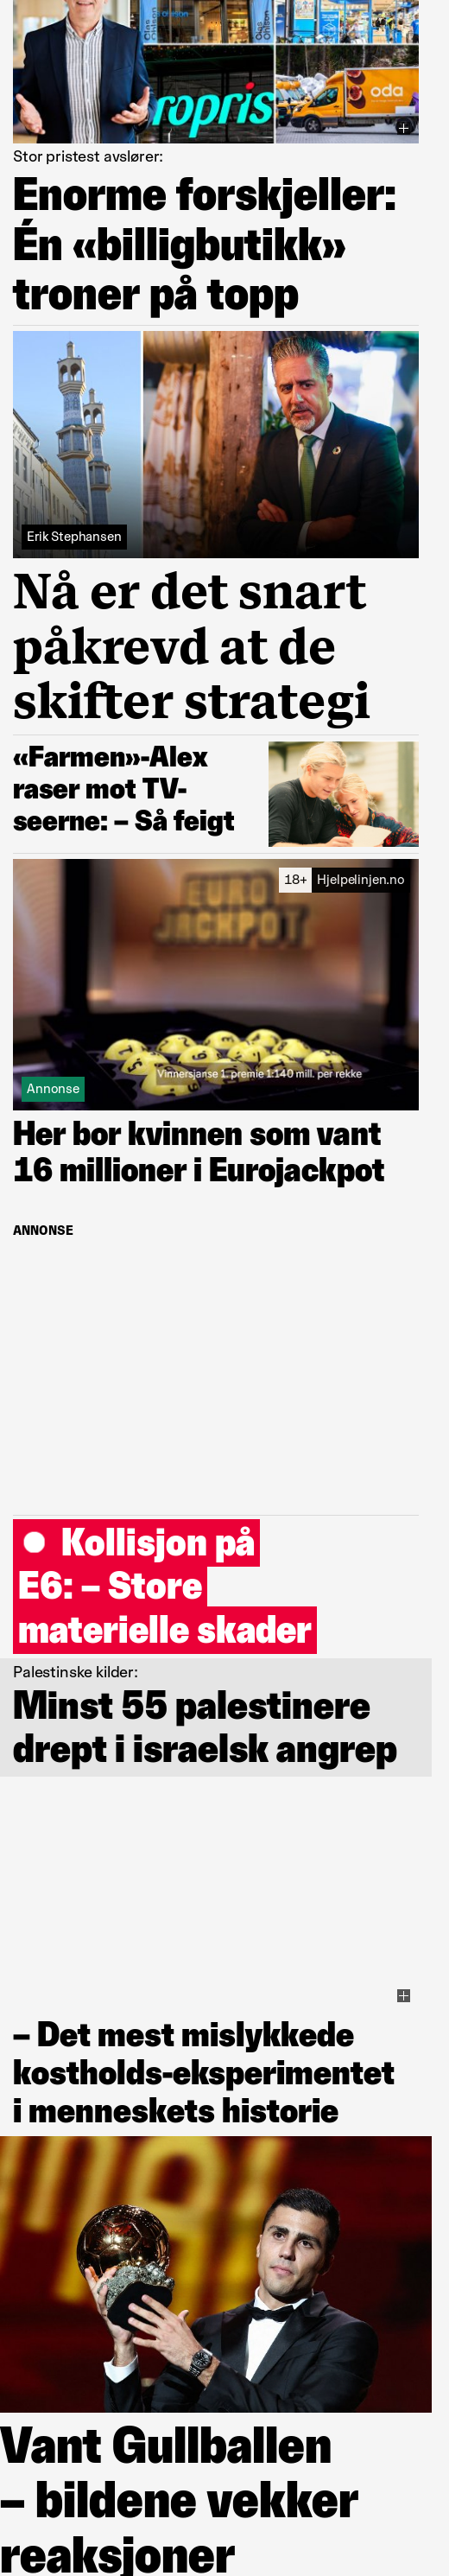 ropris
oda
Stor pristest avslører:
Enorme forskjeller:
Én «billigbutikk»
troner på topp
Erik Stephansen
Nå er det snart
påkrevd at de
skifter strategi
«Farmen»-Alex
raser mot TV-
seerne: – Så feigt
18+ Hjelpelinjen.no
EURO
JACKPOT
Vinnersjanse 1. premie 1:140 mill. per rekke
Annonse
Her bor kvinnen som vant
16 millioner i Eurojackpot
ANNONSE
Kollisjon på
E6: – Store
materielle skader
Palestinske kilder:
Minst 55 palestinere
drept i israelsk angrep
– Det mest mislykkede
kostholds-eksperimentet
i menneskets historie
Vant Gullballen
– bildene vekker
reaksjoner